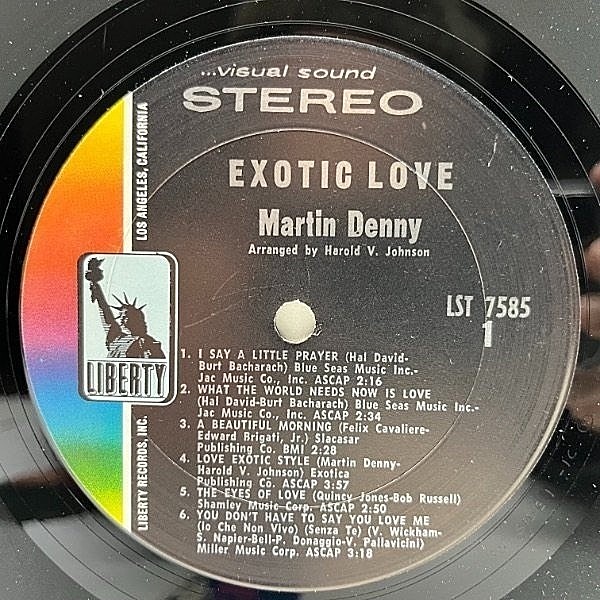 ...visual sound
STEREO
EXOTIC LOVE
Martin Denny
Arranged by Harold V. Johnson
LST 7585
1
LIBERTY
LIBERTY RECORDS, INC. LOS ANGELES, CALIFORNIA
1. I SAY A LITTLE PRAYER (Hal David-
Burt Bacharach) Blue Seas Music Inc.-
Jac Music Co., Inc. ASCAP 2:16
2. WHAT THE WORLD NEEDS NOW IS LOVE
(Hal David-Burt Bacharach) Blue Seas Music Inc.-
Jac Music Co., Inc. ASCAP 2:34
3. A BEAUTIFUL MORNING (Felix Cavaliere-
Edward Brigati, Jr.) Slacasar
Publishing Co. BMI 2:28
4. LOVE EXOTIC STYLE (Martin Denny-
Harold V. Johnson) Exotica
Publishing Co. ASCAP 3:57
5. THE EYES OF LOVE (Quincy Jones-Bob Russell)
Shamley Music Corp. ASCAP 2:50
6. YOU DON'T HAVE TO SAY YOU LOVE ME
(Io Che Non Vivo) (Senza Te) (V. Wickham-
S. Napier-Bell-P. Donaggio-V. Pallavicini)
Miller Music Corp. ASCAP 3:18